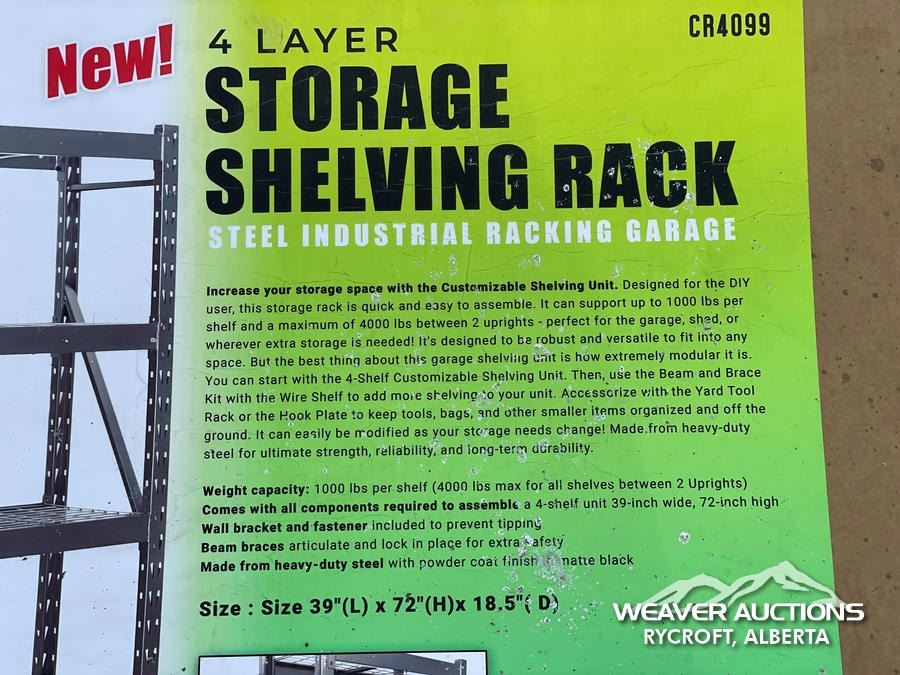 New!
CR4099
4 LAYER
STORAGE
SHELVING RACK
STEEL INDUSTRIAL RACKING GARAGE
Increase your storage space with the Customizable Shelving Unit. Designed for the DIY
user, this storage rack is quick and easy to assemble. It can support up to 1000 lbs per
shelf and a maximum of 4000 lbs between 2 uprights - perfect for the garage, shed, or
wherever extra storage is needed! It's designed to be robust and versatile to fit into any
space. But the best thing about this garage shelving unit is how extremely modular it is.
You can start with the 4-Shelf Customizable Shelving Unit. Then, use the Beam and Brace
Kit with the Wire Shelf to add more shelving to your unit. Accessorize with the Yard Tool
Rack or the Hook Plate to keep tools, bags, and other smaller items organized and off the
ground. It can easily be modified as your storage needs change! Made from heavy-duty
steel for ultimate strength, reliability, and long-term durability.
Weight capacity: 1000 lbs per shelf (4000 lbs max for all shelves between 2 Uprights)
Comes with all components required to assemble a 4-shelf unit 39-inch wide, 72-inch high
Wall bracket and fastener included to prevent tipping
Beam braces articulate and lock in place for extra safety
Made from heavy-duty steel with powder coat finish in matte black
Size : Size 39"(L) x 72"(H)x 18.5"( D)
WEAVER AUCTIONS
RYCROFT, ALBERTA